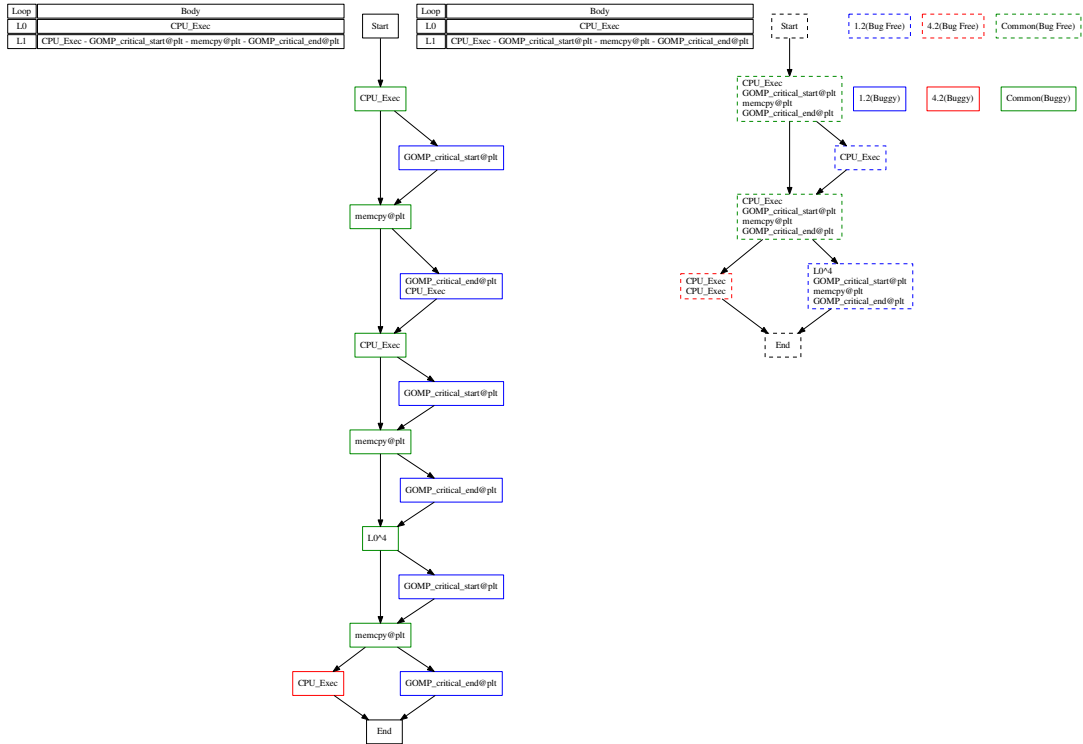 Loop Body
L0 CPU_Exec
L1 CPU_Exec - GOMP_critical_start@plt - memcpy@plt - GOMP_critical_end@plt
Start
CPU_Exec
GOMP_critical_start@plt
memcpy@plt
GOMP_critical_end@plt
CPU_Exec
CPU_Exec
GOMP_critical_start@plt
memcpy@plt
GOMP_critical_end@plt
L0^4
GOMP_critical_start@plt
memcpy@plt
CPU_Exec
GOMP_critical_end@plt
End
Loop Body
L0 CPU_Exec
L1 CPU_Exec - GOMP_critical_start@plt - memcpy@plt - GOMP_critical_end@plt
Start
CPU_Exec
GOMP_critical_start@plt
memcpy@plt
GOMP_critical_end@plt
CPU_Exec
CPU_Exec
GOMP_critical_start@plt
memcpy@plt
GOMP_critical_end@plt
CPU_Exec
CPU_Exec
L0^4
GOMP_critical_start@plt
memcpy@plt
GOMP_critical_end@plt
End
1.2(Bug Free)
4.2(Bug Free)
Common(Bug Free)
1.2(Buggy)
4.2(Buggy)
Common(Buggy)